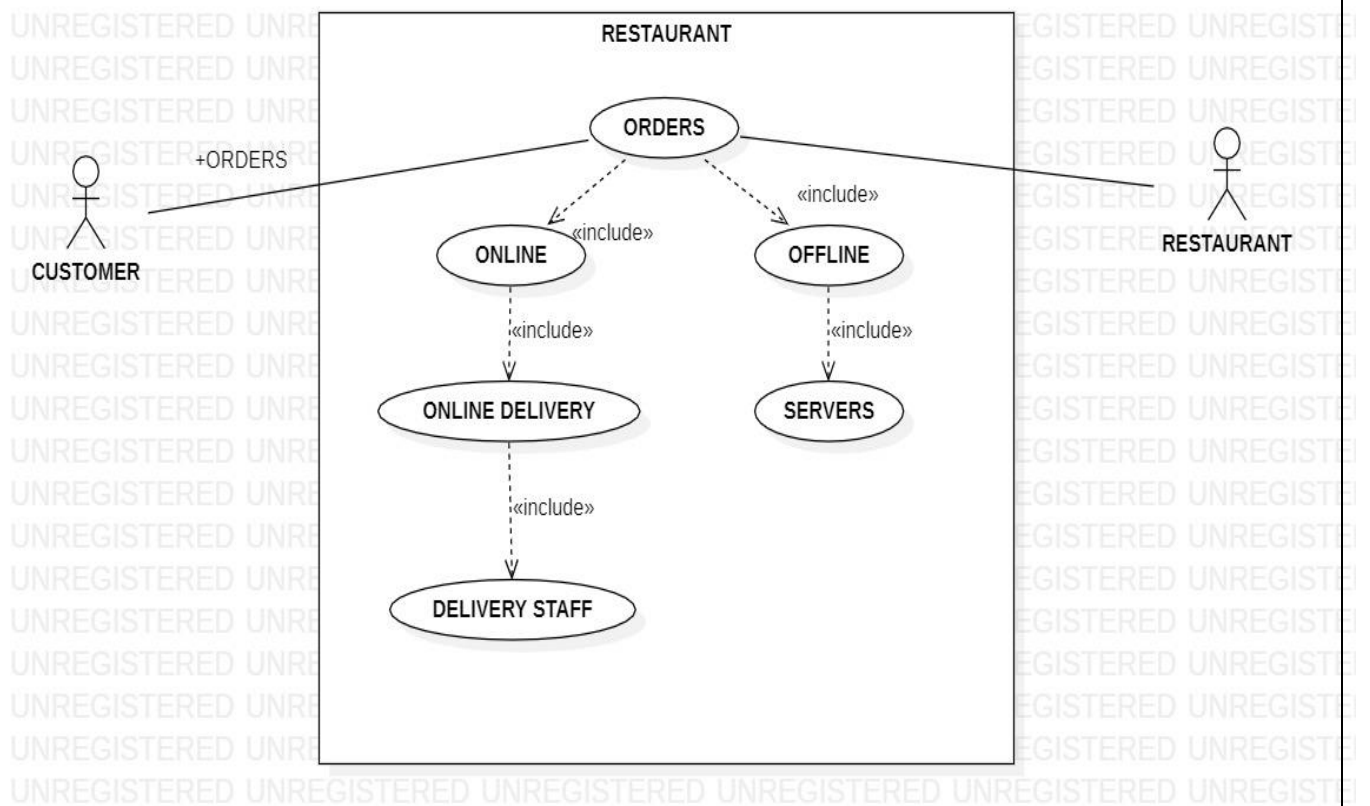 RESTAURANT
ORDERS
+ORDERS
«include»
«include»
CUSTOMER
RESTAURANT
ONLINE
OFFLINE
«include»
«include»
ONLINE DELIVERY
SERVERS
«include»
DELIVERY STAFF
UNREGISTERED UNREGISTERED UNREGISTERED UNREGISTERED UNREGISTERED